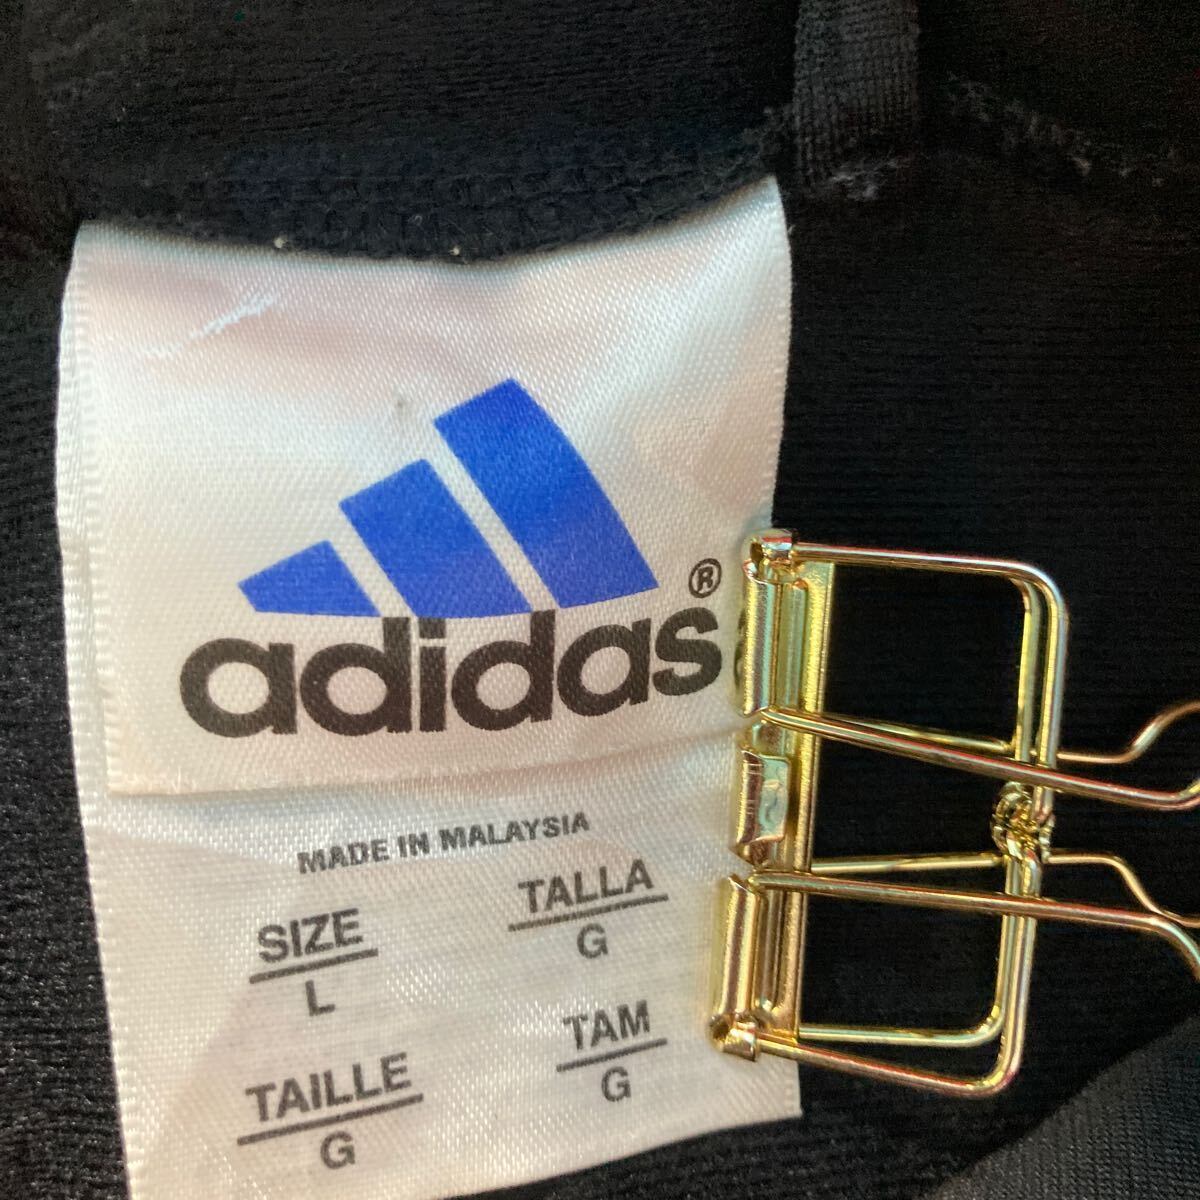 adidas®
MADE IN MALAYSIA
SIZE
L
TALLA
G
TAILLE
G
TAM
G